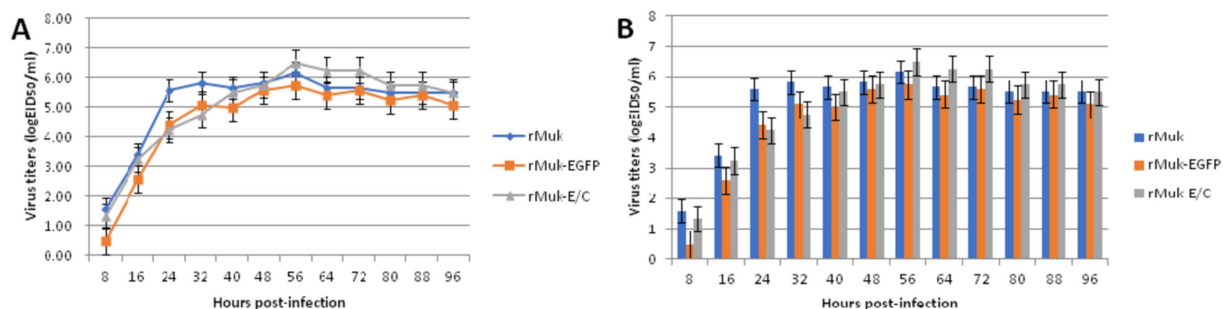 A
Virus titers (logEID50/ml)
8.00
7.00
6.00
5.00
4.00
3.00
2.00
1.00
0.00
8 16 24 32 40 48 56 64 72 80 88 96
Hours post-infection
rMuk
rMuk-EGFP
rMuk-E/C
B
Virus titers (logEID50/ml)
8
7
6
5
4
3
2
1
0
8 16 24 32 40 48 56 64 72 80 88 96
Hours post-infection
rMuk
rMuk-EGFP
rMuk E/C